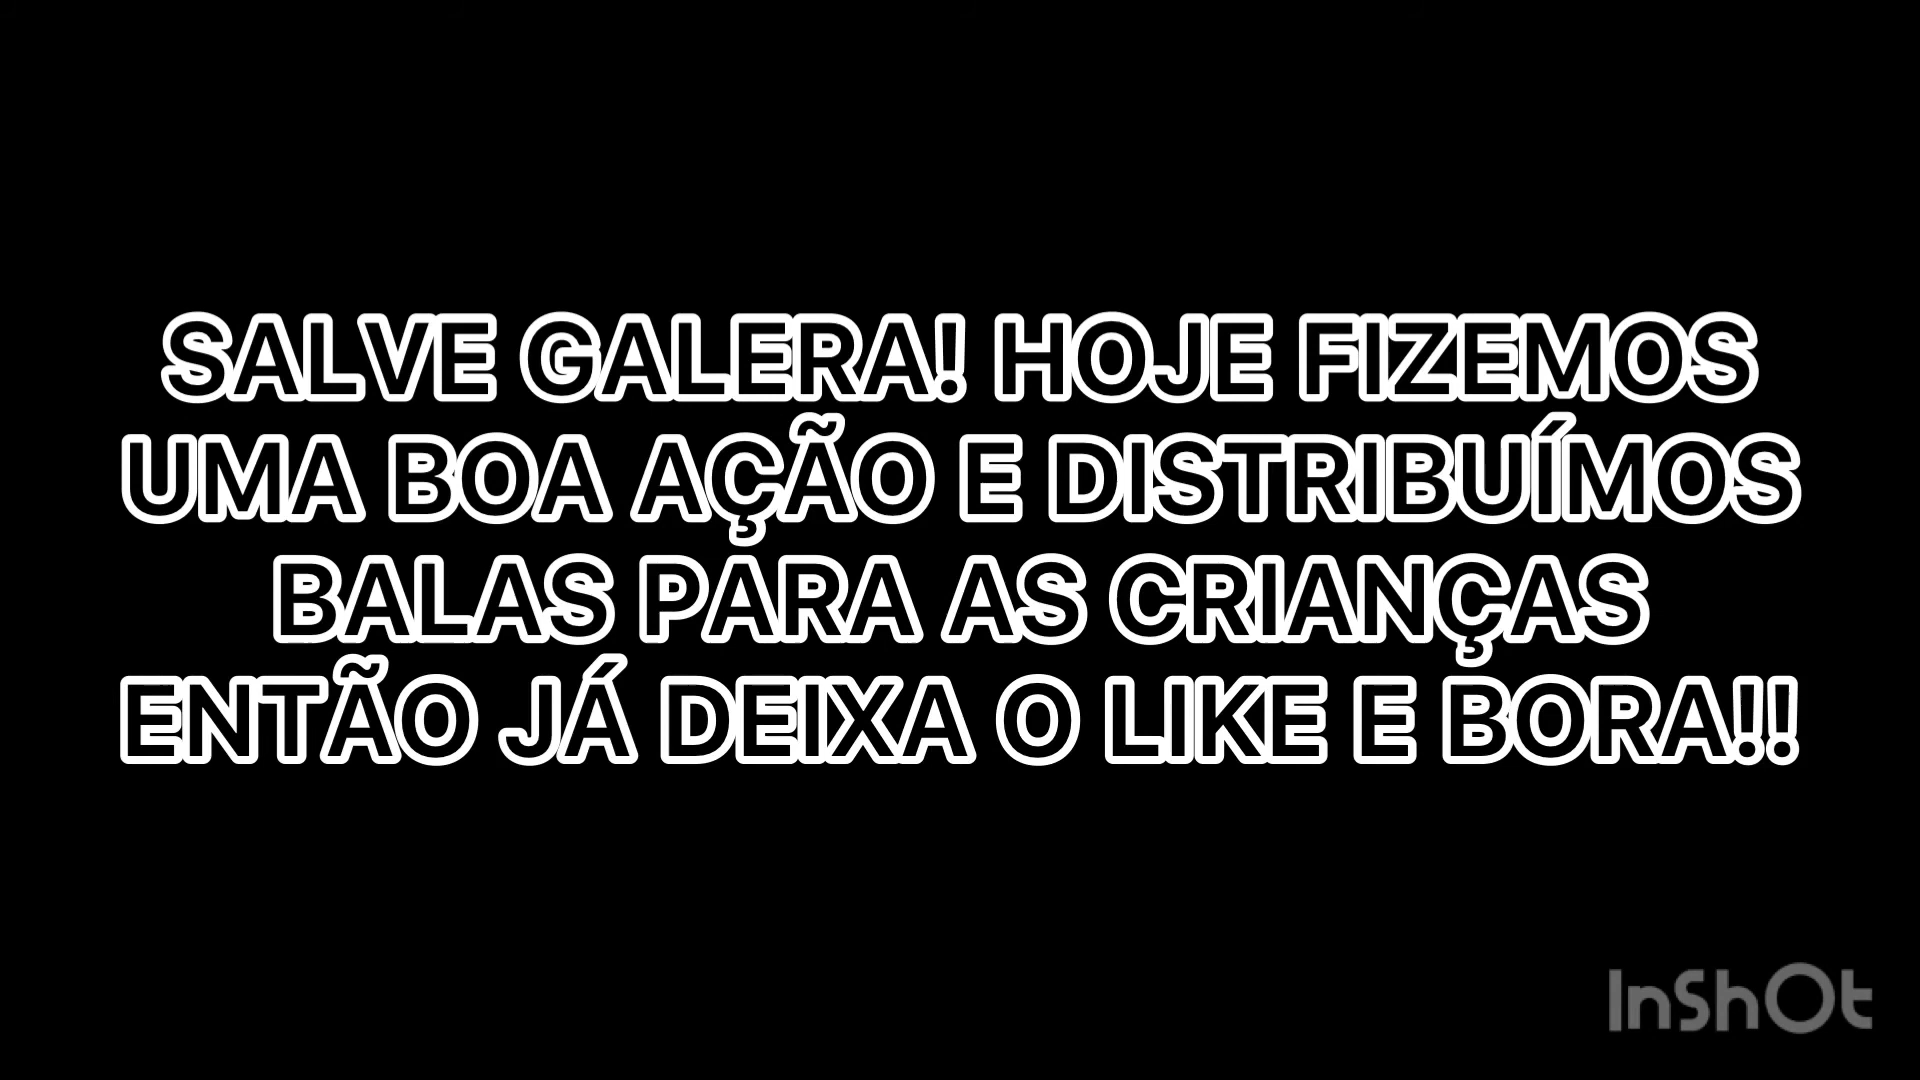 SALVE GALERA! HOJE FIZEMOS
UMA BOA AÇÃO E DISTRIBUÍMOS
BALAS PARA AS CRIANÇAS
ENTÃO JÁ DEIXA O LIKE E BORA!!
InShOt